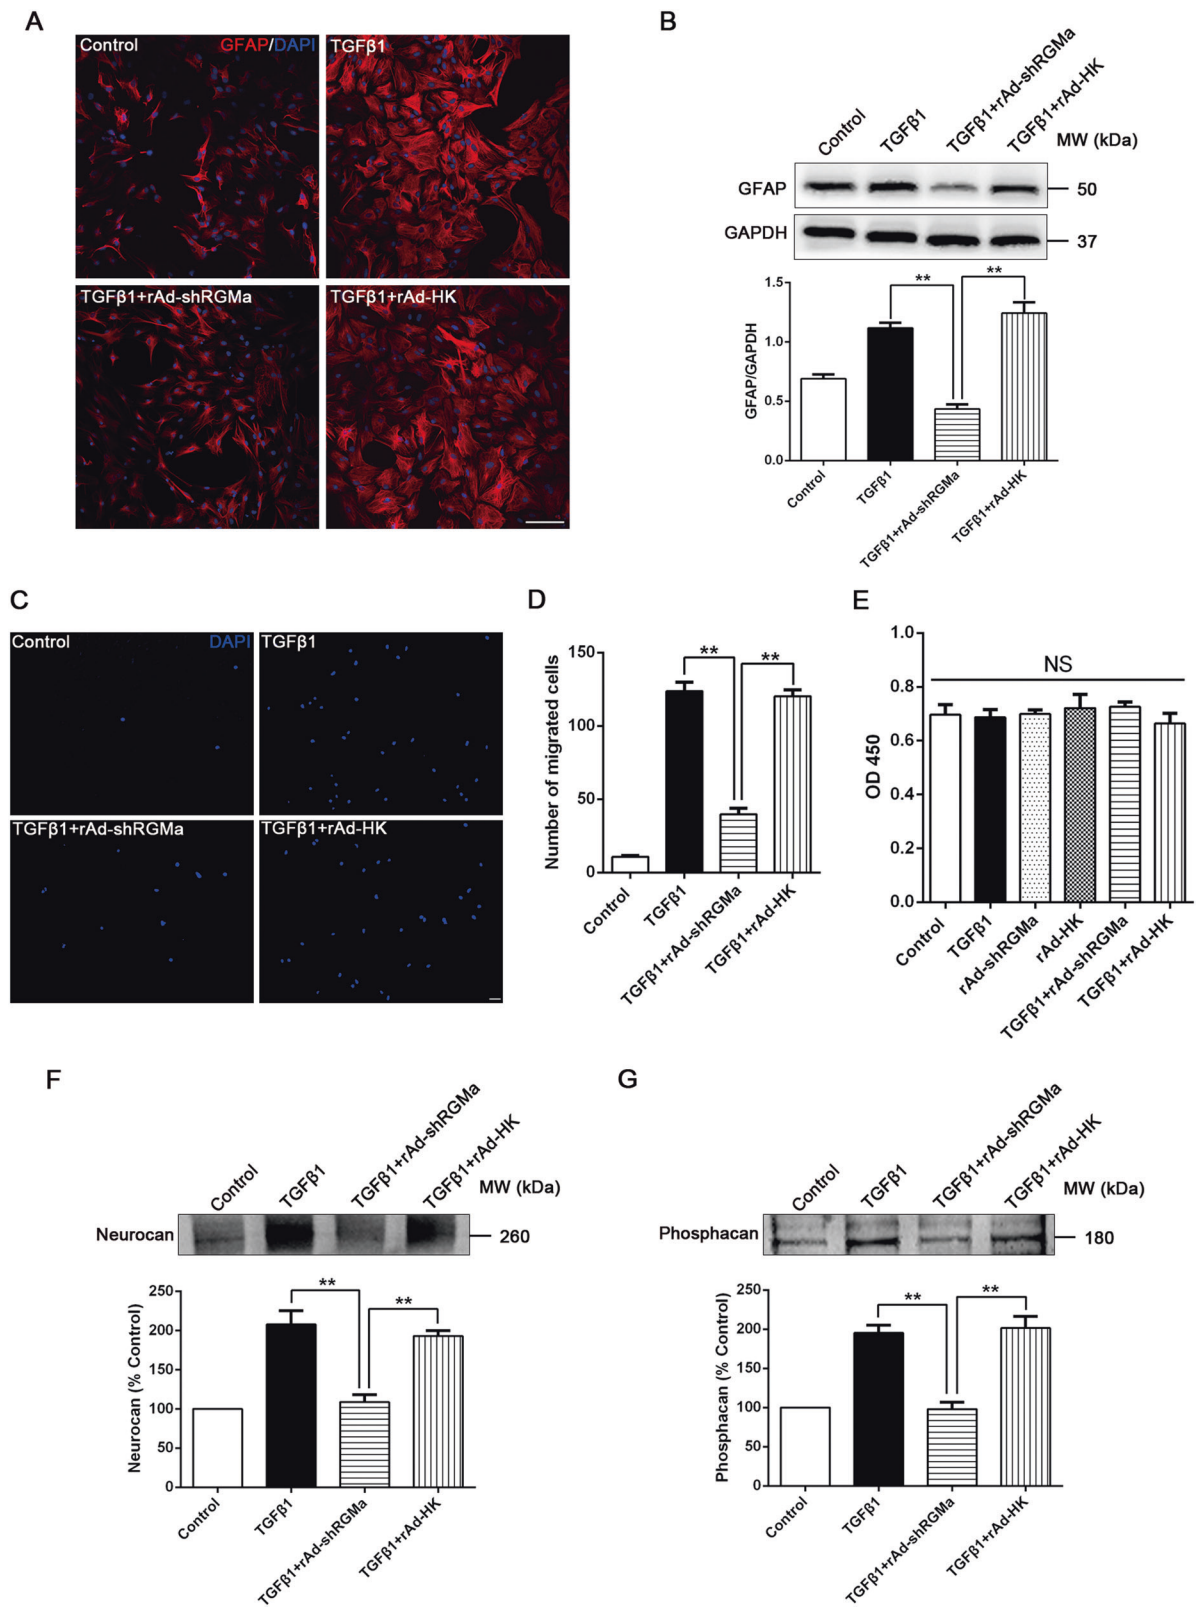 A
Control
GFAP/DAPI
TGFβ1
TGFβ1+rAd-shRGMa
TGFβ1+rAd-HK
B
Control
TGFβ1
TGFβ1+rAd-shRGMa
TGFβ1+rAd-HK
MW (kDa)
GFAP
50
GAPDH
37
**
**
GFAP/GAPDH
1.5
1.0
0.5
0.0
Control
TGFβ1
TGFβ1+rAd-shRGMa
TGFβ1+rAd-HK
C
Control
DAPI
TGFβ1
TGFβ1+rAd-shRGMa
TGFβ1+rAd-HK
D
**
**
Number of migrated cells
150
100
50
0
Control
TGFβ1
TGFβ1+rAd-shRGMa
TGFβ1+rAd-HK
E
NS
OD 450
1.0
0.8
0.6
0.4
0.2
0.0
Control
TGFβ1
rAd-shRGMa
rAd-HK
TGFβ1+rAd-shRGMa
TGFβ1+rAd-HK
F
Control
TGFβ1
TGFβ1+rAd-shRGMa
TGFβ1+rAd-HK
MW (kDa)
Neurocan
260
**
**
Neurocan (% Control)
250
200
150
100
50
0
Control
TGFβ1
TGFβ1+rAd-shRGMa
TGFβ1+rAd-HK
G
Control
TGFβ1
TGFβ1+rAd-shRGMa
TGFβ1+rAd-HK
MW (kDa)
Phosphacan
180
**
**
Phosphacan (% Control)
250
200
150
100
50
0
Control
TGFβ1
TGFβ1+rAd-shRGMa
TGFβ1+rAd-HK